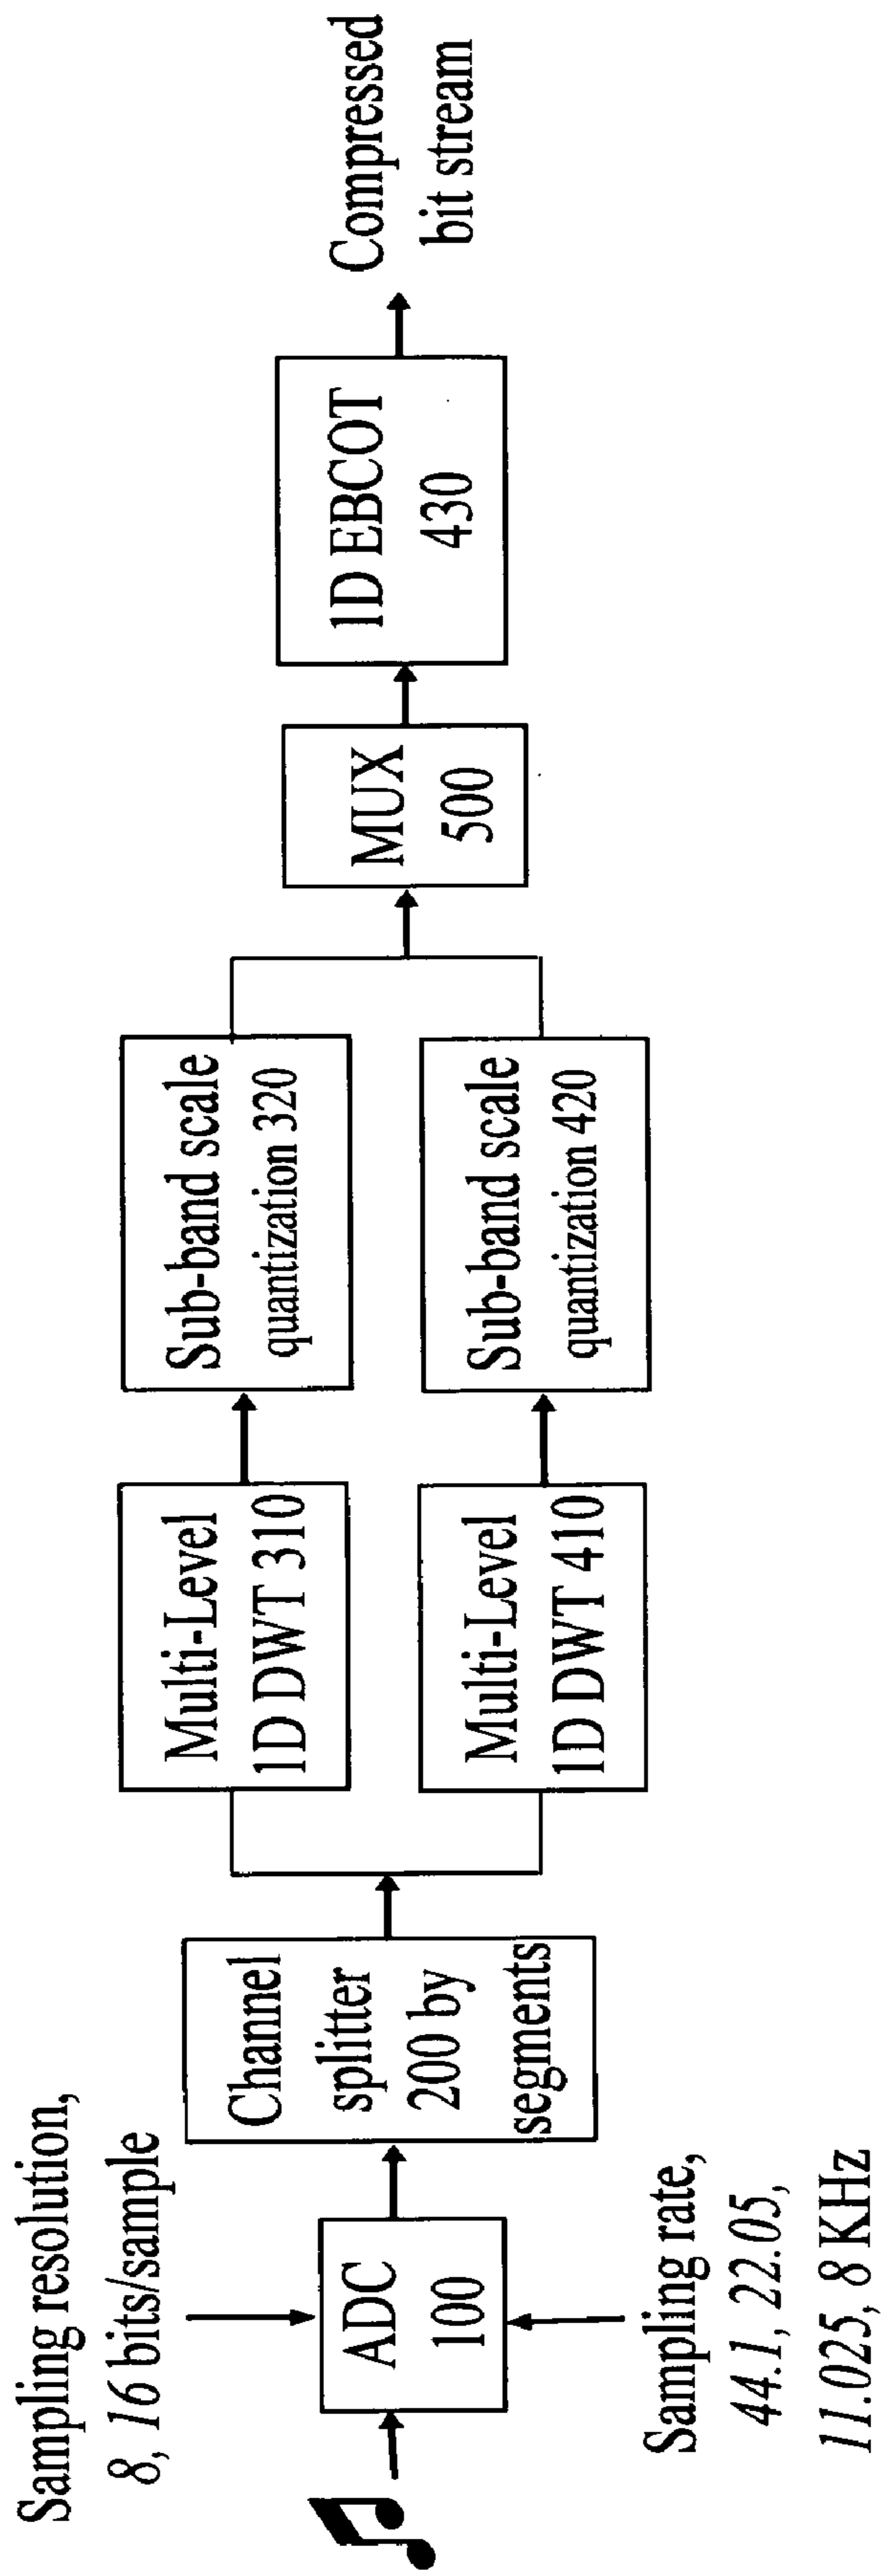 Sampling resolution,
8, 16 bits/sample
ADC
100
Sampling rate,
44.1, 22.05,
11.025, 8 KHz
Channel
splitter
200 by
segments
Multi-Level
1D DWT 310
Multi-Level
1D DWT 410
Sub-band scale
quantization 320
Sub-band scale
quantization 420
MUX
500
1D EBCOT
430
Compressed
bit stream